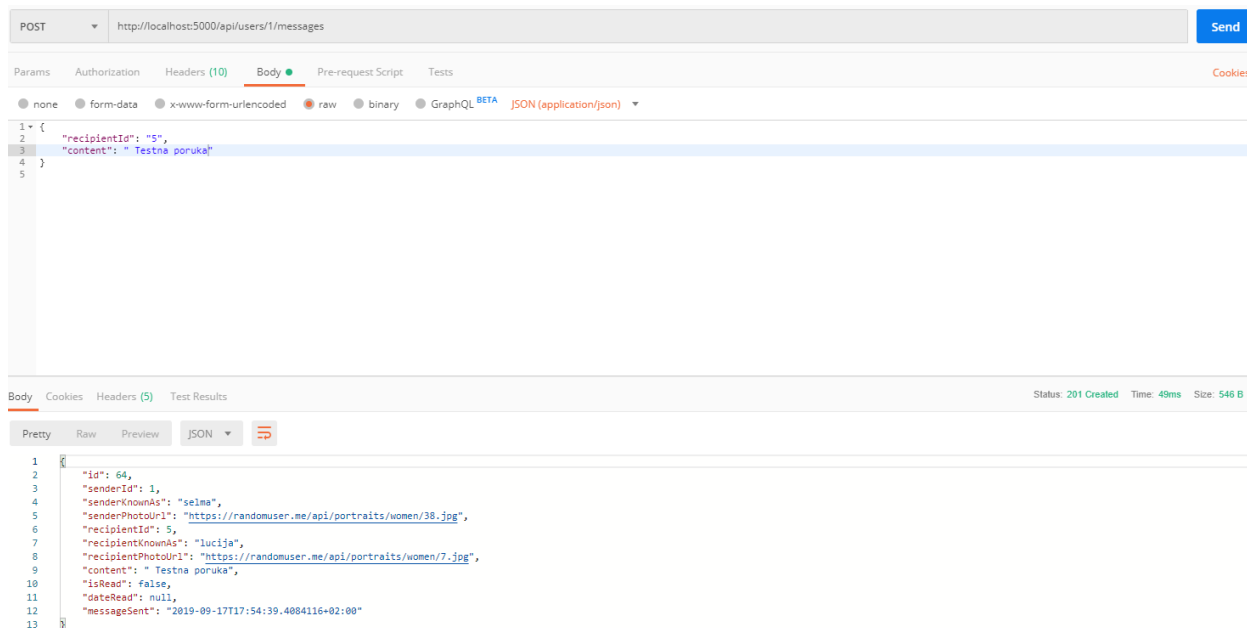 POST http://localhost:5000/api/users/1/messages Send
Params Authorization Headers (10) Body Pre-request Script Tests Cookies
none form-data x-www-form-urlencoded raw binary GraphQL BETA JSON (application/json)
1 {
2 "recipientId": "5",
3 "content": " Testna poruka"
4 }
5
Body Cookies Headers (5) Test Results Status: 201 Created Time: 49ms Size: 546 B
Pretty Raw Preview JSON
1 {
2 "id": 64,
3 "senderId": 1,
4 "senderKnownAs": "selma",
5 "senderPhotoUrl": "https://randomuser.me/api/portraits/women/38.jpg",
6 "recipientId": 5,
7 "recipientKnownAs": "lucija",
8 "recipientPhotoUrl": "https://randomuser.me/api/portraits/women/7.jpg",
9 "content": " Testna poruka",
10 "isRead": false,
11 "dateRead": null,
12 "messageSent": "2019-09-17T17:54:39.4084116+02:00"
13 }